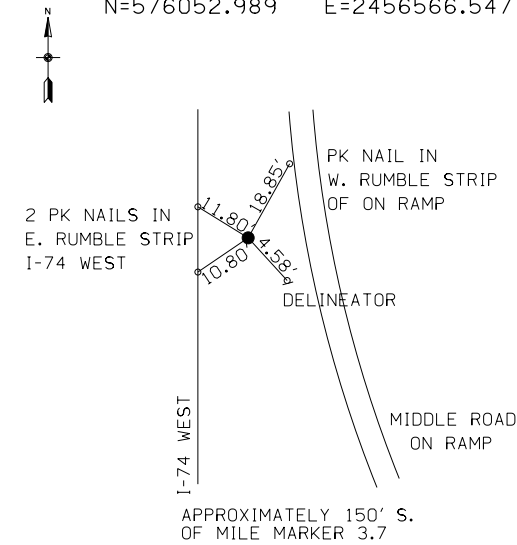 N=576052.989 E=2456566.547
N
PK NAIL IN
W. RUMBLE STRIP
OF ON RAMP
18.85'
11.80'
2 PK NAILS IN
E. RUMBLE STRIP
I-74 WEST
4.58'
10.80'
DELINEATOR
I-74 WEST
MIDDLE ROAD
ON RAMP
APPROXIMATELY 150' S.
OF MILE MARKER 3.7